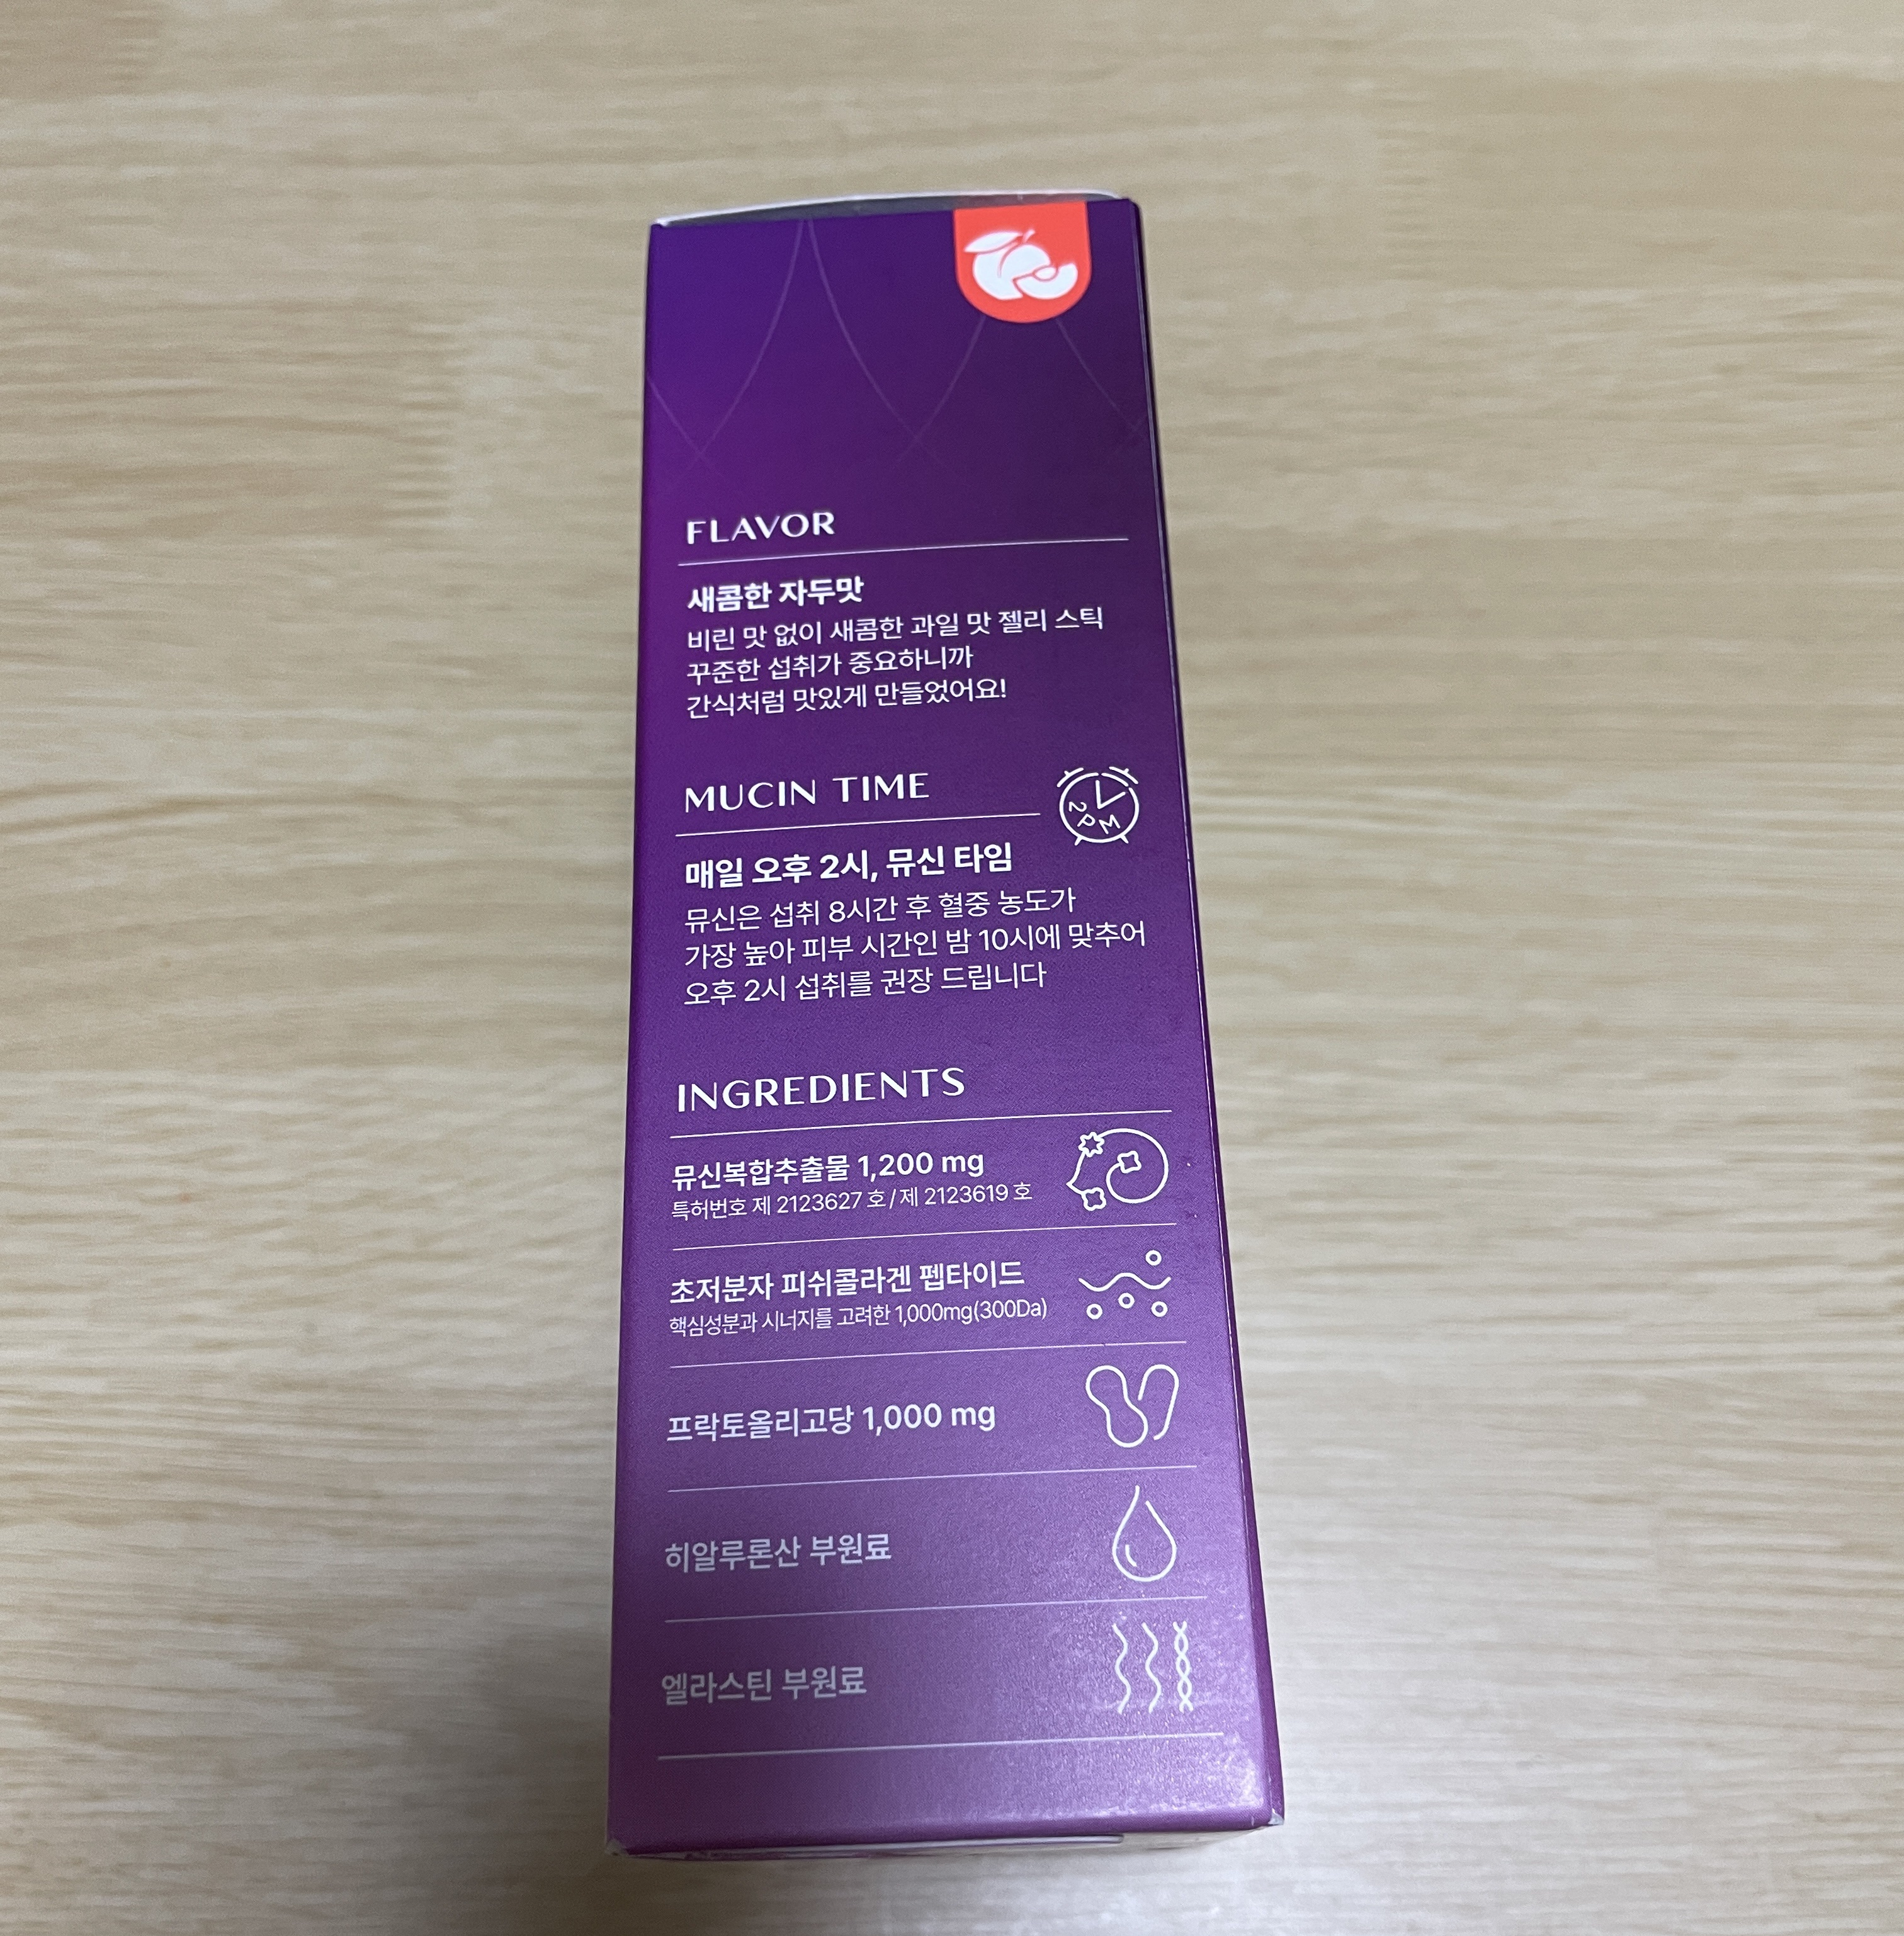 FLAVOR
새콤한 자두맛
비린 맛 없이 새콤한 과일 맛 젤리 스틱
꾸준한 섭취가 중요하니까
간식처럼 맛있게 만들었어요!
MUCIN TIME
2PM
매일 오후 2시, 뮤신 타임
뮤신은 섭취 8시간 후 혈중 농도가
가장 높아 피부 시간인 밤 10시에 맞추어
오후 2시 섭취를 권장 드립니다
INGREDIENTS
뮤신복합추출물 1,200 mg
특허번호 제 2123627 호 / 제 2123619 호
초저분자 피쉬콜라겐 펩타이드
핵심성분과 시너지를 고려한 1,000mg(300Da)
프락토올리고당 1,000 mg
히알루론산 부원료
엘라스틴 부원료